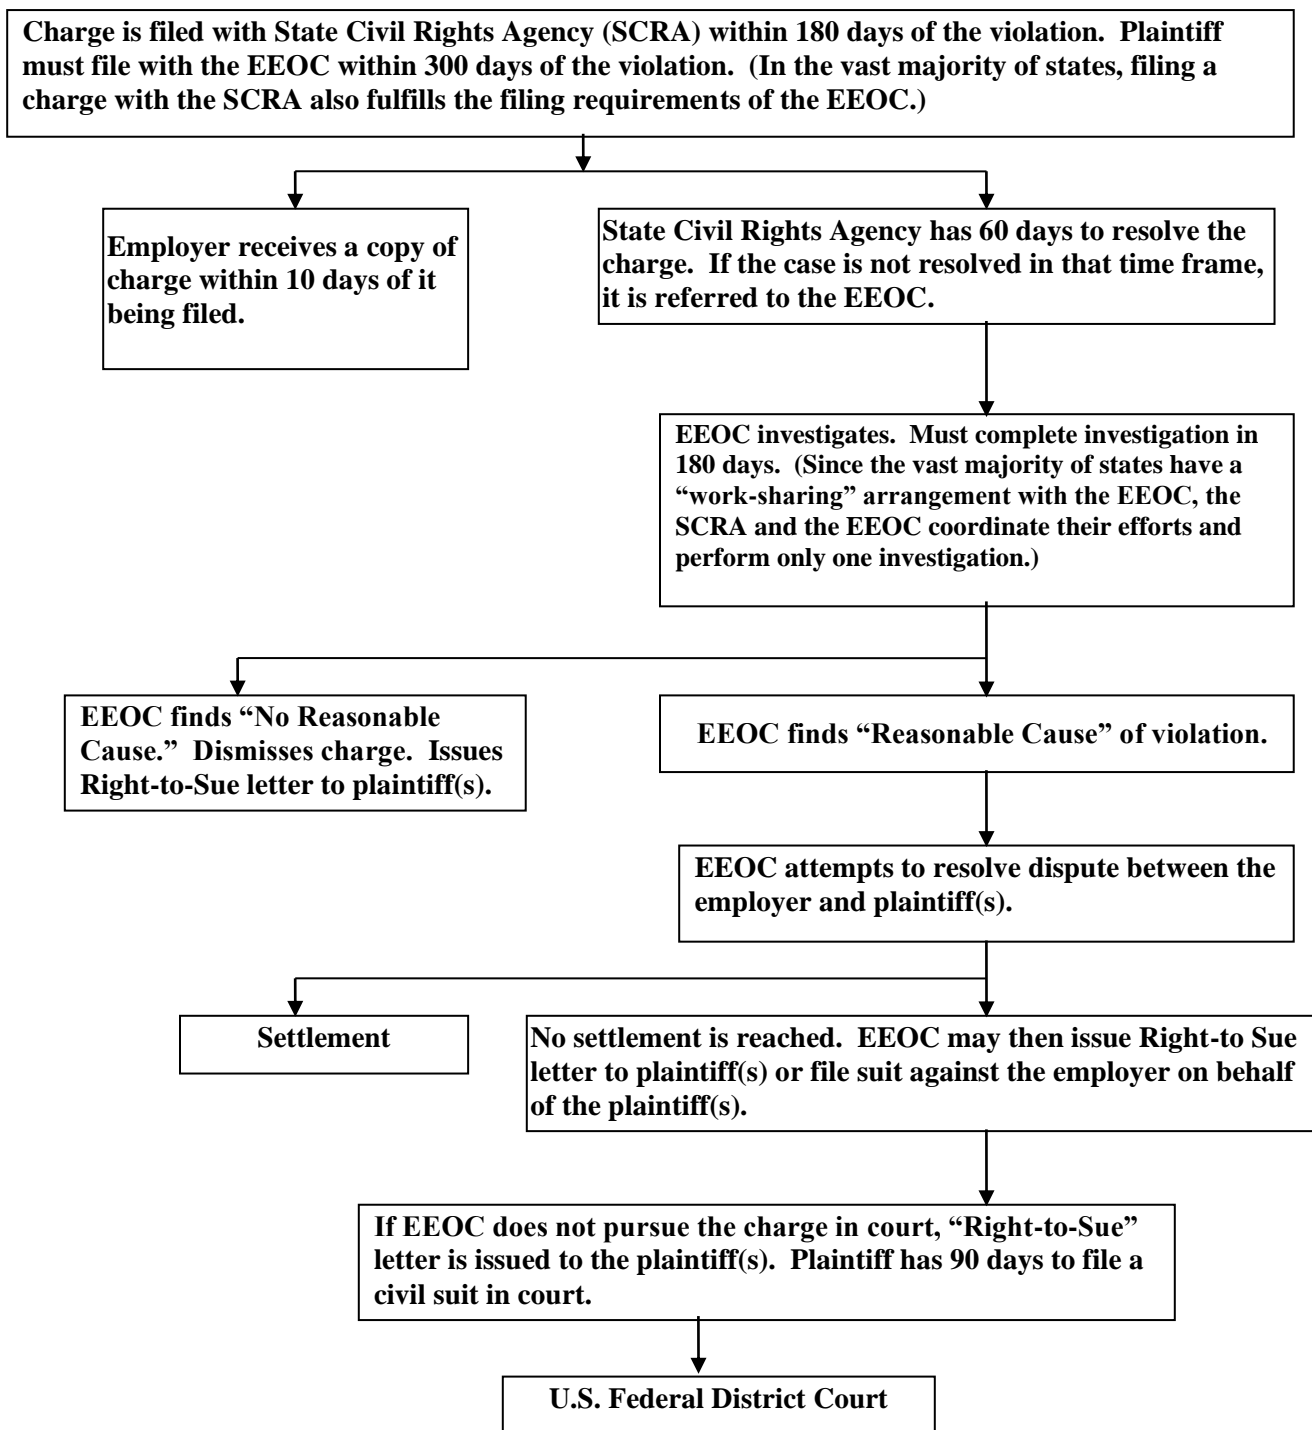 Charge is filed with State Civil Rights Agency (SCRA) within 180 days of the violation.  Plaintiff
must file with the EEOC within 300 days of the violation.  (In the vast majority of states, filing a
charge with the SCRA also fulfills the filing requirements of the EEOC.)
Employer receives a copy of
charge within 10 days of it
being filed.
State Civil Rights Agency has 60 days to resolve the
charge.  If the case is not resolved in that time frame,
it is referred to the EEOC.
EEOC investigates.  Must complete investigation in
180 days.  (Since the vast majority of states have a
“work-sharing” arrangement with the EEOC, the
SCRA and the EEOC coordinate their efforts and
perform only one investigation.)
EEOC finds “No Reasonable
Cause.”  Dismisses charge.  Issues
Right-to-Sue letter to plaintiff(s).
EEOC finds “Reasonable Cause” of violation.
EEOC attempts to resolve dispute between the
employer and plaintiff(s).
Settlement
No settlement is reached.  EEOC may then issue Right-to Sue
letter to plaintiff(s) or file suit against the employer on behalf
of the plaintiff(s).
If EEOC does not pursue the charge in court, “Right-to-Sue”
letter is issued to the plaintiff(s).  Plaintiff has 90 days to file a
civil suit in court.
U.S. Federal District Court